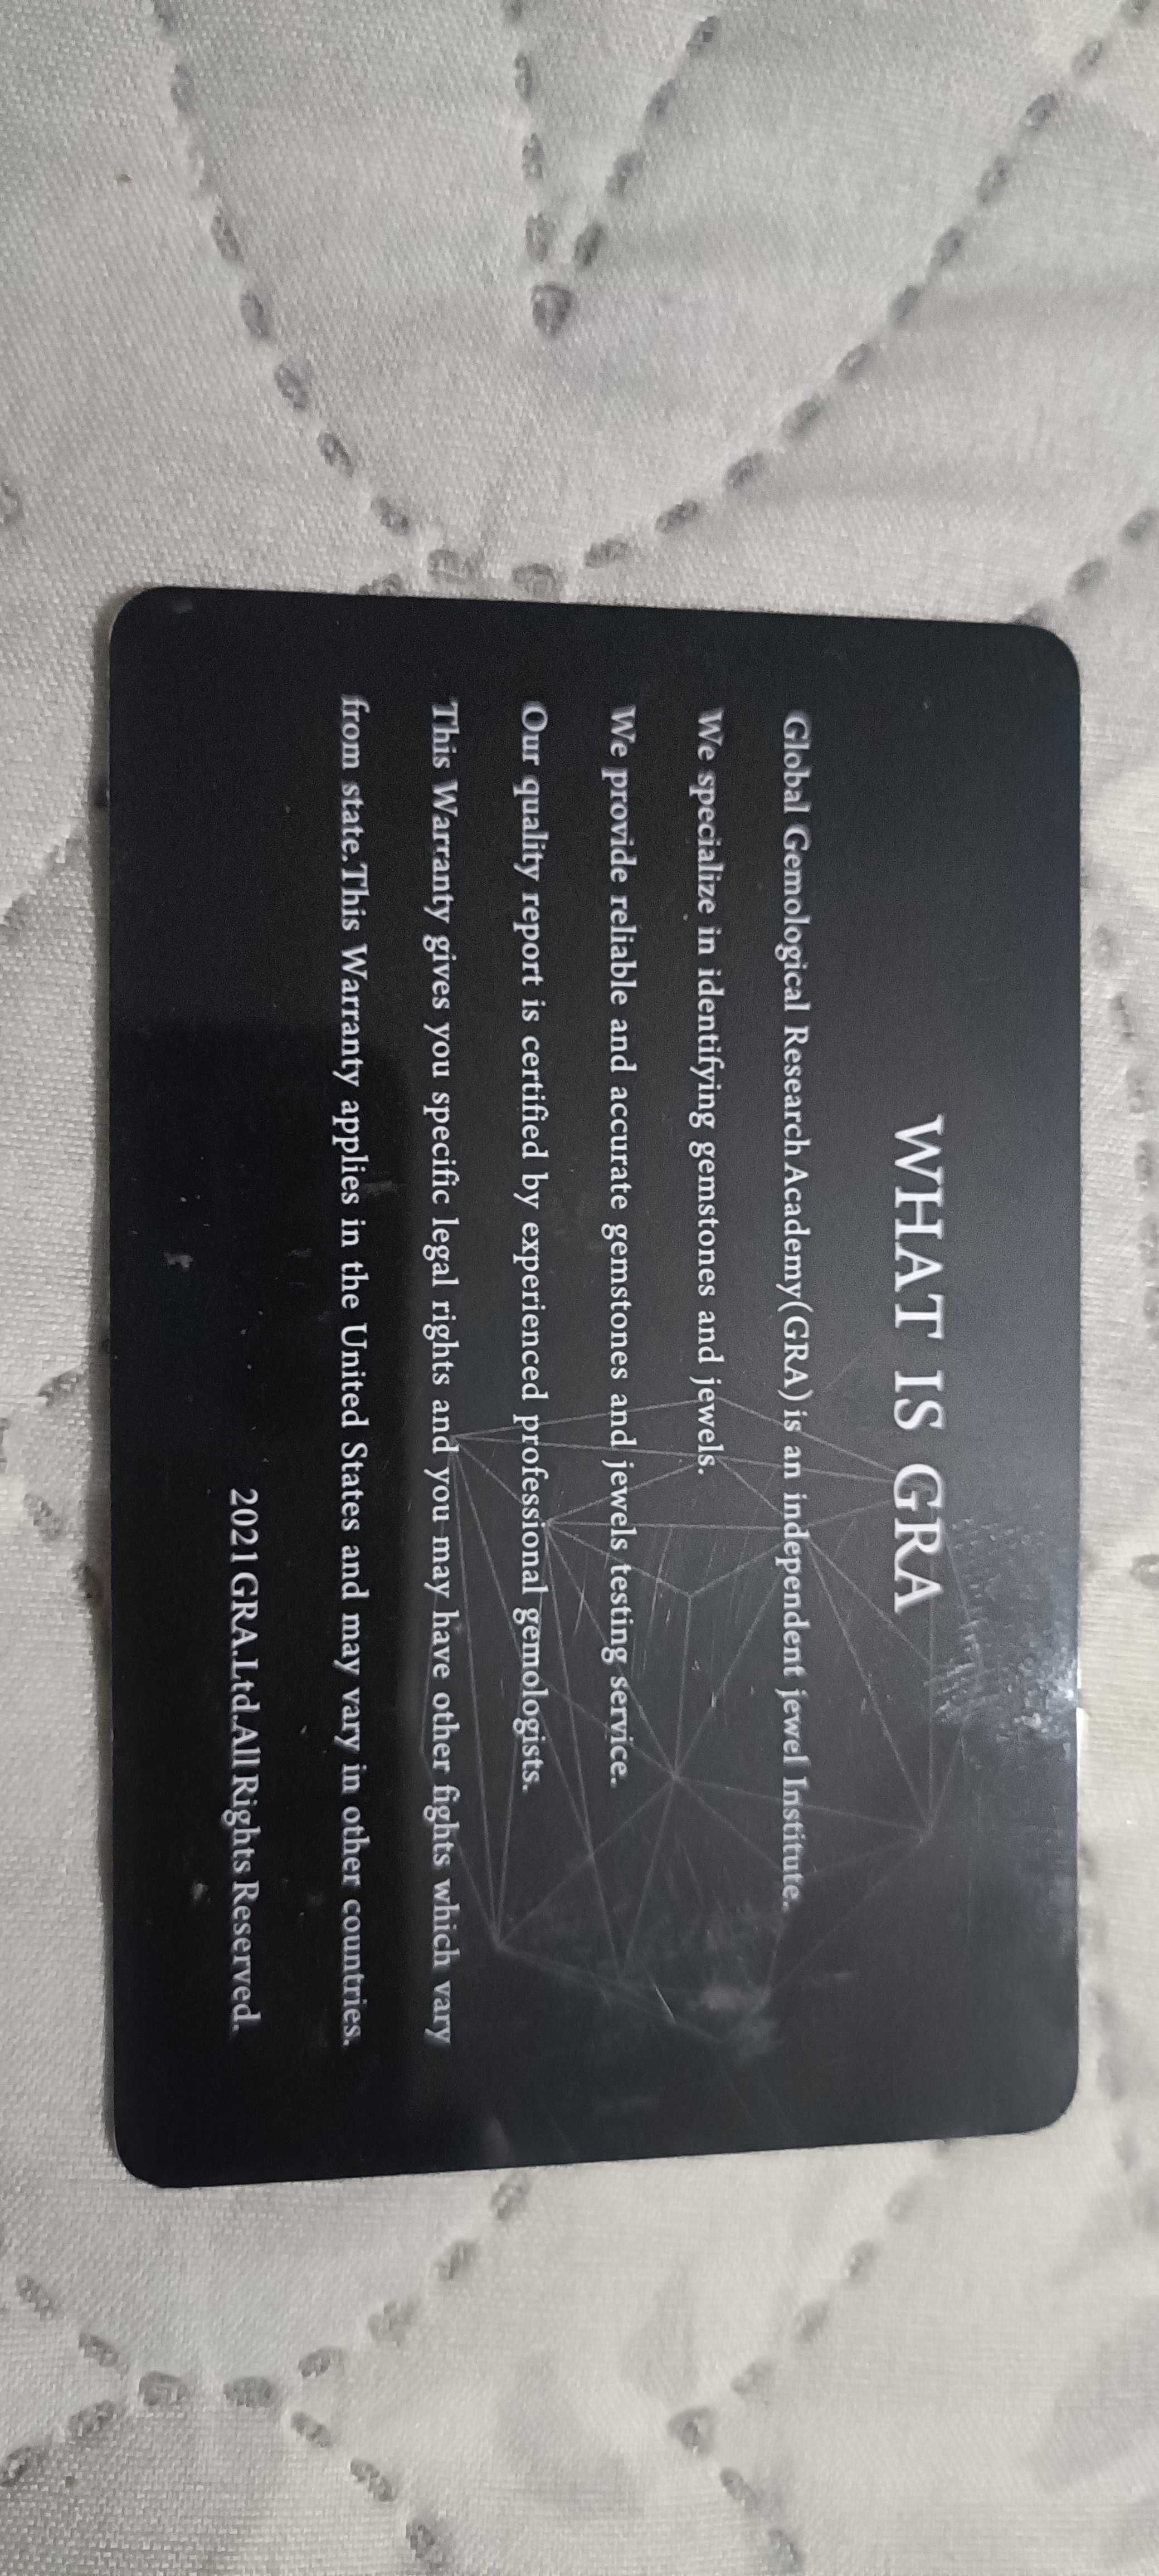 WHAT IS GRA
Global Gemological Research Academy(GRA) is an independent jewel Institute.
We specialize in identifying gemstones and jewels.
We provide reliable and accurate gemstones and jewels testing service.
Our quality report is certified by experienced professional gemologists.
This Warranty gives you specific legal rights and you may have other fights which vary
from state.This Warranty applies in the United States and may vary in other countries.
2021 GRA.Ltd.All Rights Reserved.